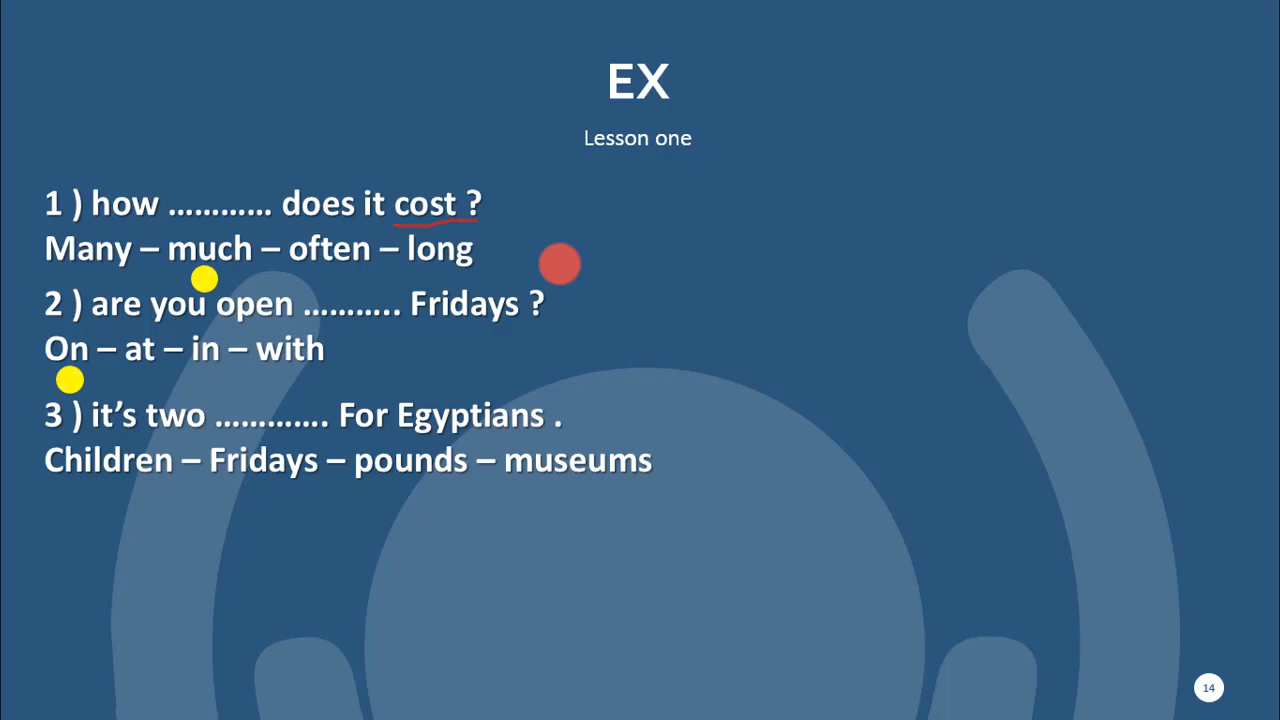 EX
Lesson one
1 ) how ............ does it cost ?
Many – much – often – long
2 ) are you open ........... Fridays ?
On – at – in – with
3 ) it’s two ............. For Egyptians .
Children – Fridays – pounds – museums
14